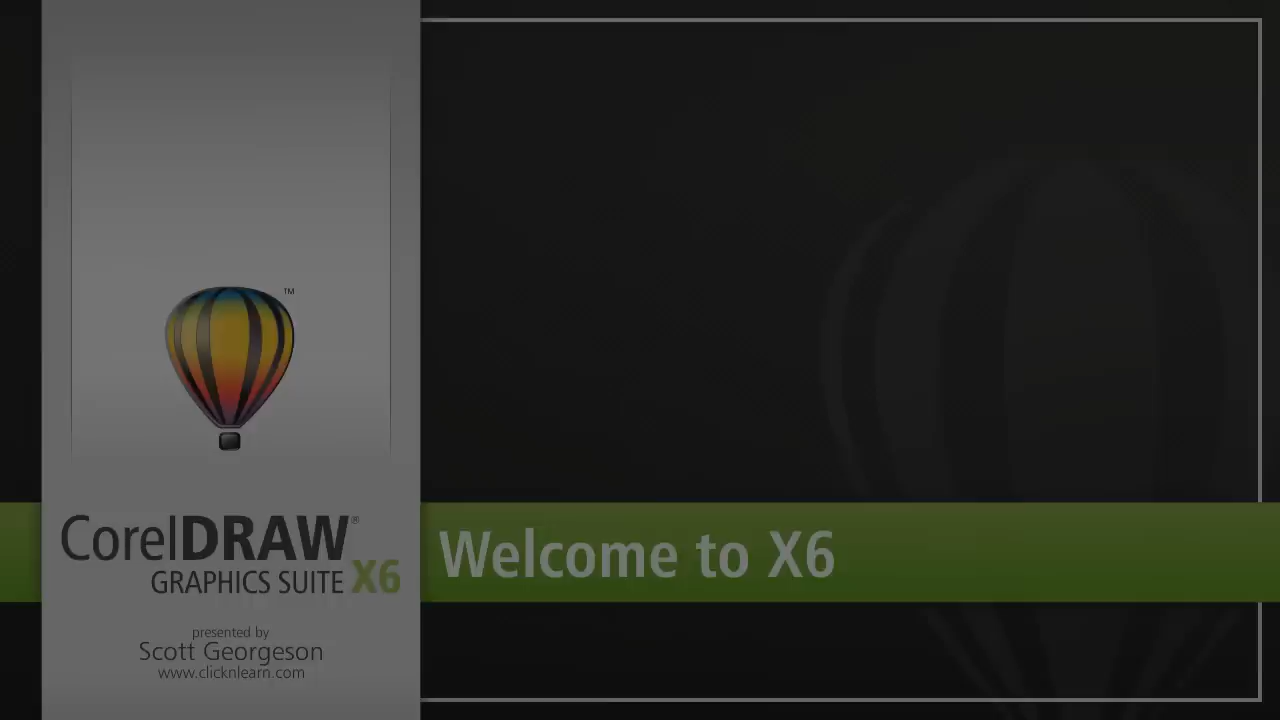 TM
CorelDRAW®
GRAPHICS SUITE X6
presented by
Scott Georgeson
www.clicknlearn.com
Welcome to X6